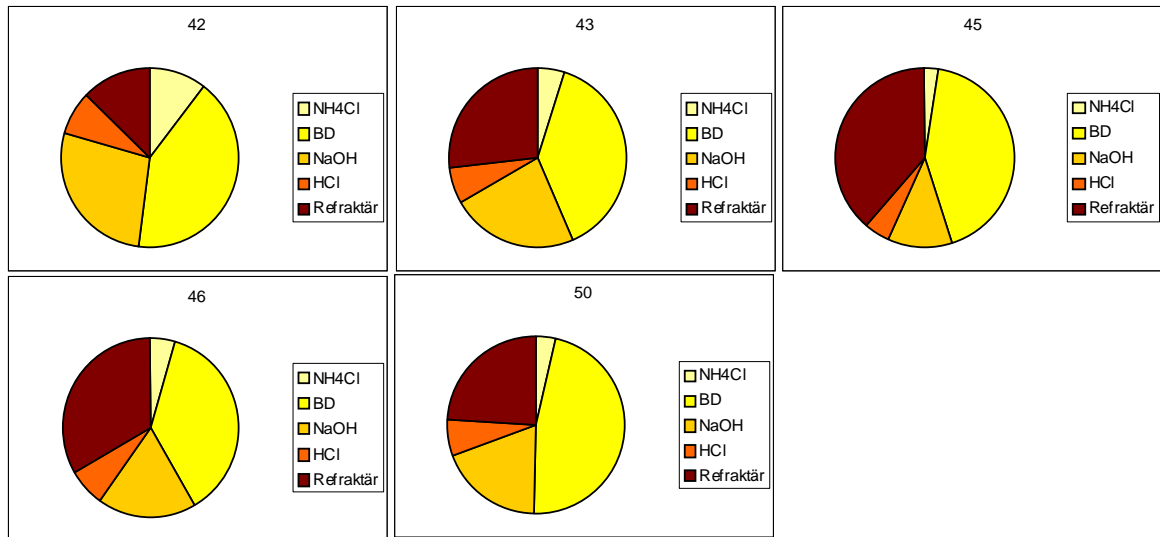 42
NH4Cl
BD
NaOH
HCl
Refraktär
43
NH4Cl
BD
NaOH
HCl
Refraktär
45
NH4Cl
BD
NaOH
HCl
Refraktär
46
NH4Cl
BD
NaOH
HCl
Refraktär
50
NH4Cl
BD
NaOH
HCl
Refraktär